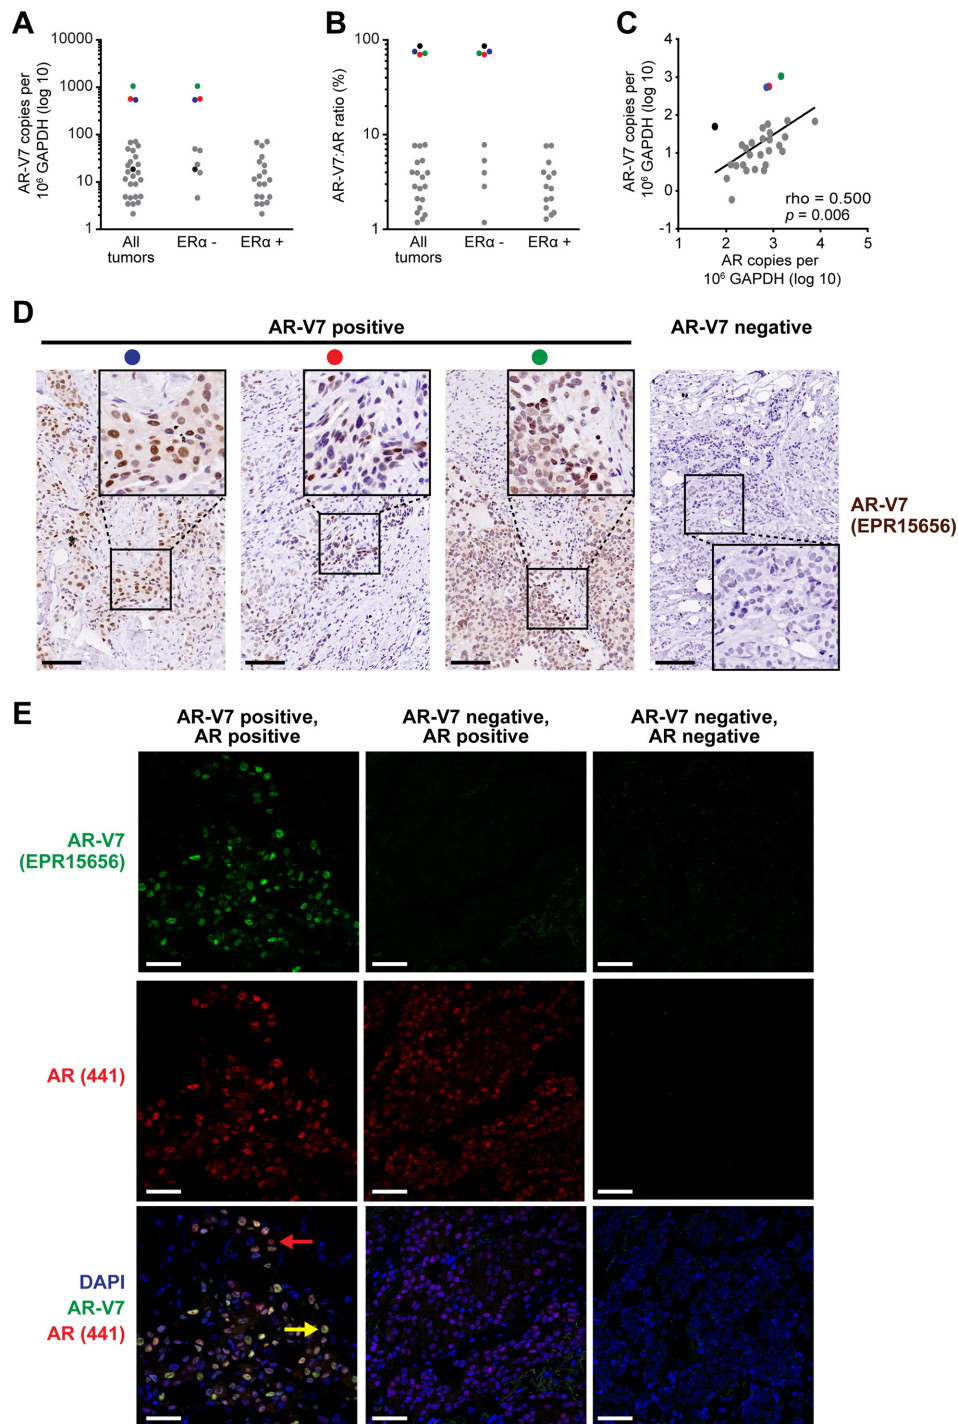 A
AR-V7 copies per
10⁶ GAPDH (log 10)
10000
1000
100
10
1
All
tumors
ERα -
ERα +
B
AR-V7:AR ratio (%)
100
10
1
All
tumors
ERα -
ERα +
C
AR-V7 copies per
10⁶ GAPDH (log 10)
4
3
2
1
0
-1
rho = 0.500
p = 0.006
1
2
3
4
5
AR copies per
10⁶ GAPDH (log 10)
D
AR-V7 positive
AR-V7 negative
AR-V7
(EPR15656)
E
AR-V7 positive,
AR positive
AR-V7 negative,
AR positive
AR-V7 negative,
AR negative
AR-V7
(EPR15656)
AR (441)
DAPI
AR-V7
AR (441)